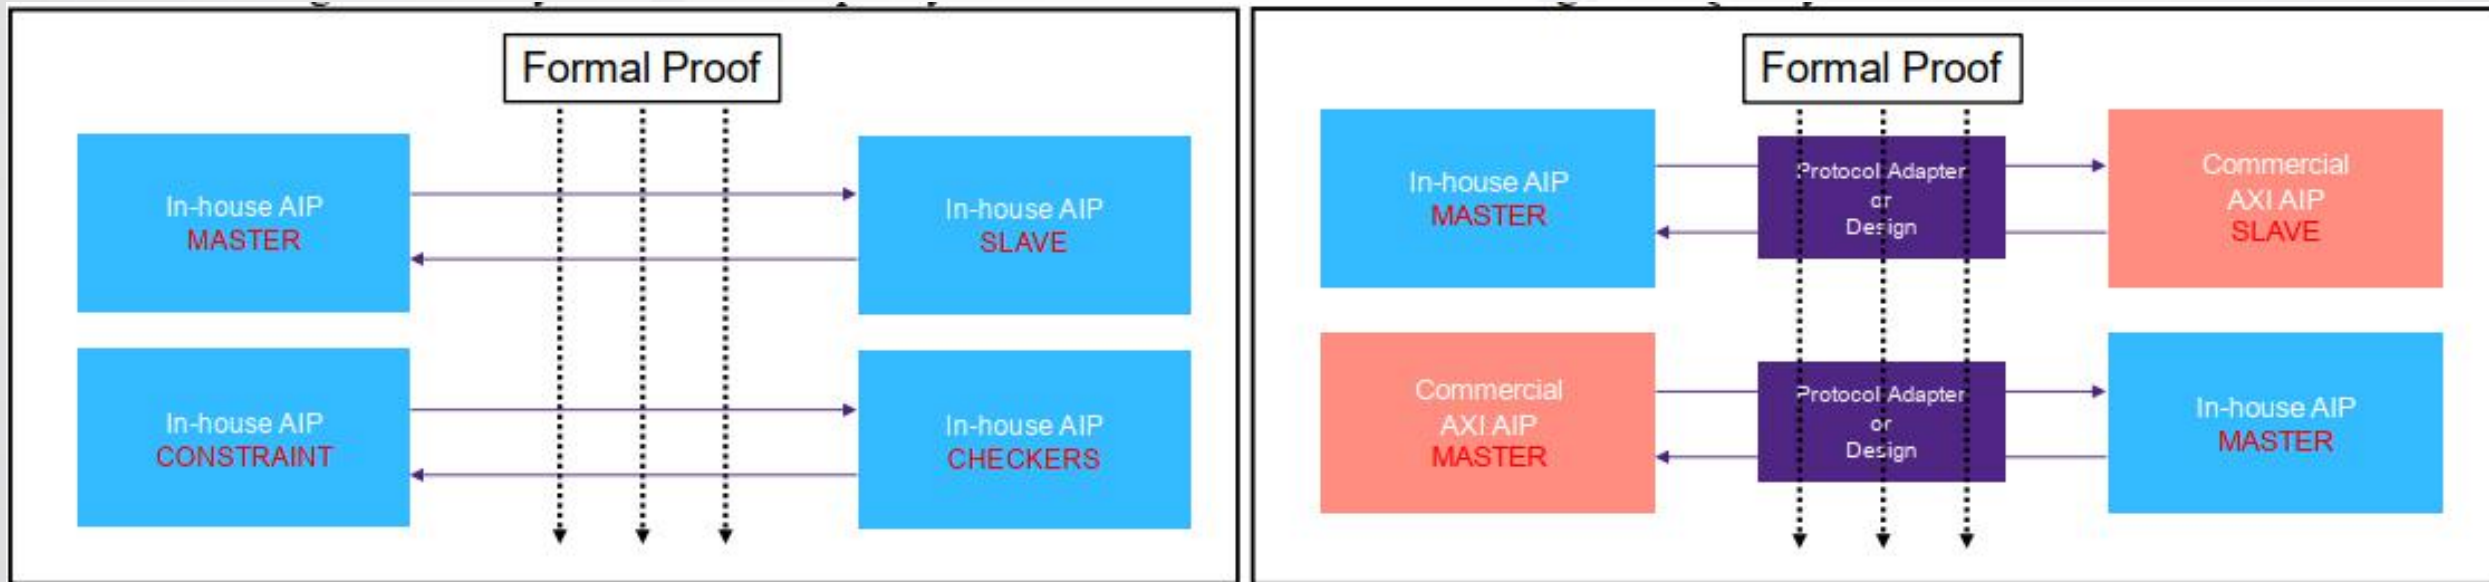 Formal Proof
In-house AIP
MASTER
In-house AIP
SLAVE
In-house AIP
CONSTRAINT
In-house AIP
CHECKERS
Formal Proof
In-house AIP
MASTER
Protocol Adapter
or
Design
Commercial
AXI AIP
SLAVE
Commercial
AXI AIP
MASTER
Protocol Adapter
or
Design
In-house AIP
MASTER